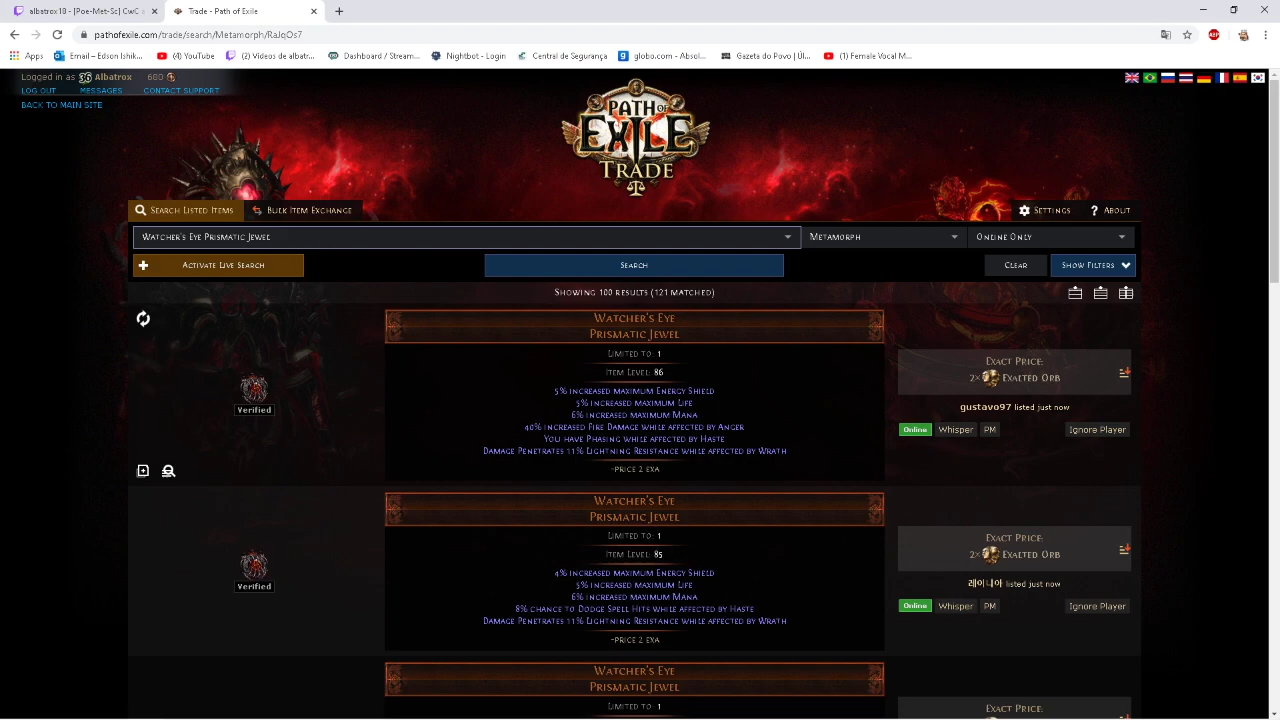 albatrox18 - [Poe-Met-Sc] CwC c
Trade - Path of Exile
pathofexile.com/trade/search/Metamorph/RaJqOs7
Apps
Email – Edson Ishik...
(4) YouTube
(2) Vídeos de albatr...
Dashboard / Stream...
Nightbot - Login
Central de Segurança
globo.com - Absol...
Gazeta do Povo | Úl...
(1) Female Vocal M...
Logged in as Albatrox 680
LOG OUT MESSAGES CONTACT SUPPORT
BACK TO MAIN SITE
PATH OF
EXILE
TRADE
Search Listed Items
Bulk Item Exchange
Settings
? About
Watcher's Eye Prismatic Jewel
Metamorph
Online Only
Activate Live Search
Search
Clear
Show Filters
Showing 100 results (121 matched)
Watcher's Eye
Prismatic Jewel
Limited to: 1
Item Level: 86
5% increased maximum Energy Shield
5% increased maximum Life
6% increased maximum Mana
40% increased Fire Damage while affected by Anger
You have Phasing while affected by Haste
Damage Penetrates 11% Lightning Resistance while affected by Wrath
~price 2 exa
Verified
Exact Price:
2× Exalted Orb
gustavo97 listed just now
Online Whisper PM Ignore Player
Watcher's Eye
Prismatic Jewel
Limited to: 1
Item Level: 85
4% increased maximum Energy Shield
5% increased maximum Life
6% increased maximum Mana
8% chance to Dodge Spell Hits while affected by Haste
Damage Penetrates 11% Lightning Resistance while affected by Wrath
~price 2 exa
Verified
Exact Price:
2× Exalted Orb
레이니아 listed just now
Online Whisper PM Ignore Player
Watcher's Eye
Prismatic Jewel
Limited to: 1
Exact Price: